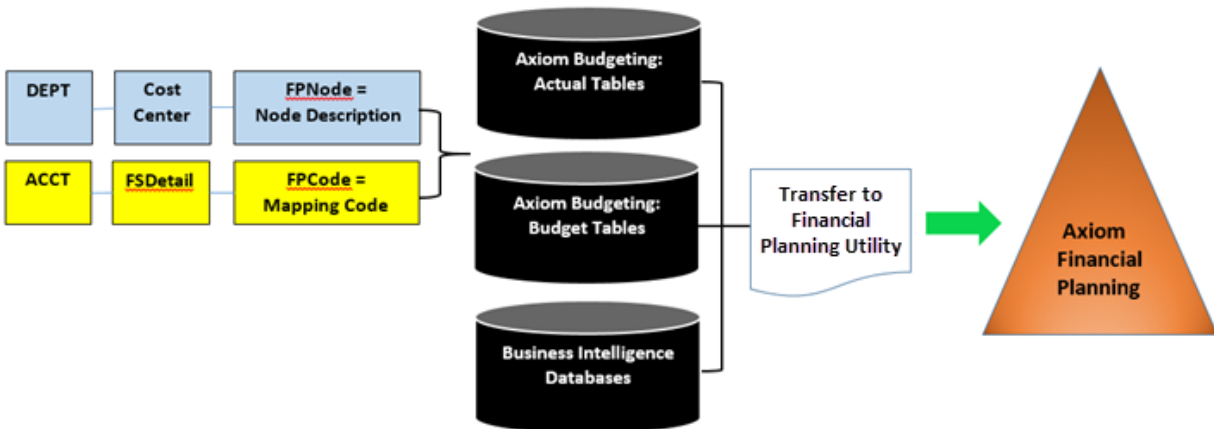 DEPT
Cost
Center
FPNode =
Node Description
ACCT
FSDetail
FPCode =
Mapping Code
Axiom Budgeting:
Actual Tables
Axiom Budgeting:
Budget Tables
Business Intelligence
Databases
Transfer to
Financial
Planning Utility
Axiom
Financial
Planning